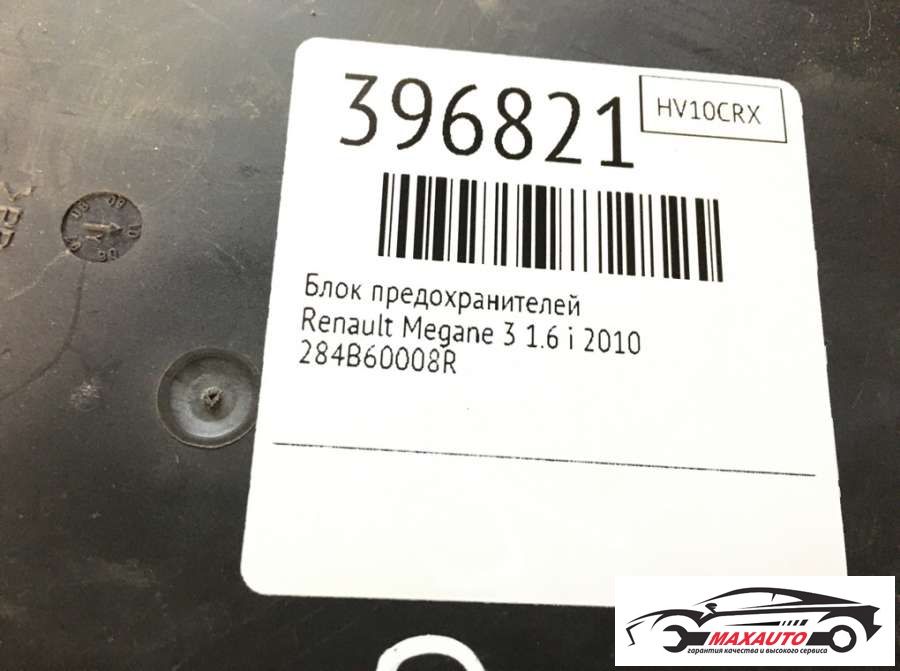 396821
HV10CRX
Блок предохранителей
Renault Megane 3 1.6 i 2010
284B60008R
MAXAUTO
гарантия качества и высокого сервиса